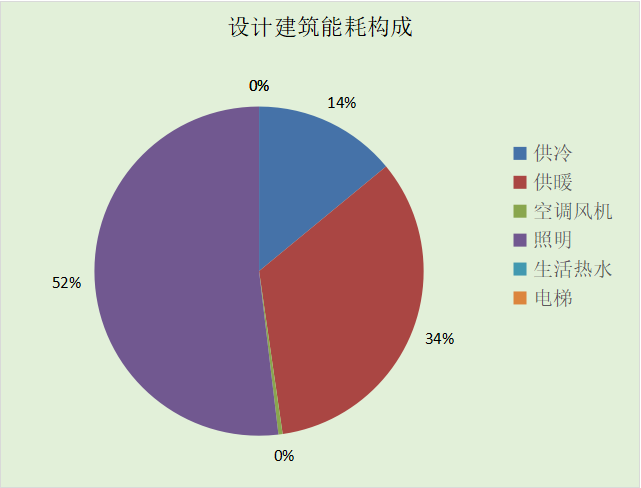 设计建筑能耗构成
0%
14%
供冷
供暖
空调风机
照明
生活热水
电梯
52%
34%
0%